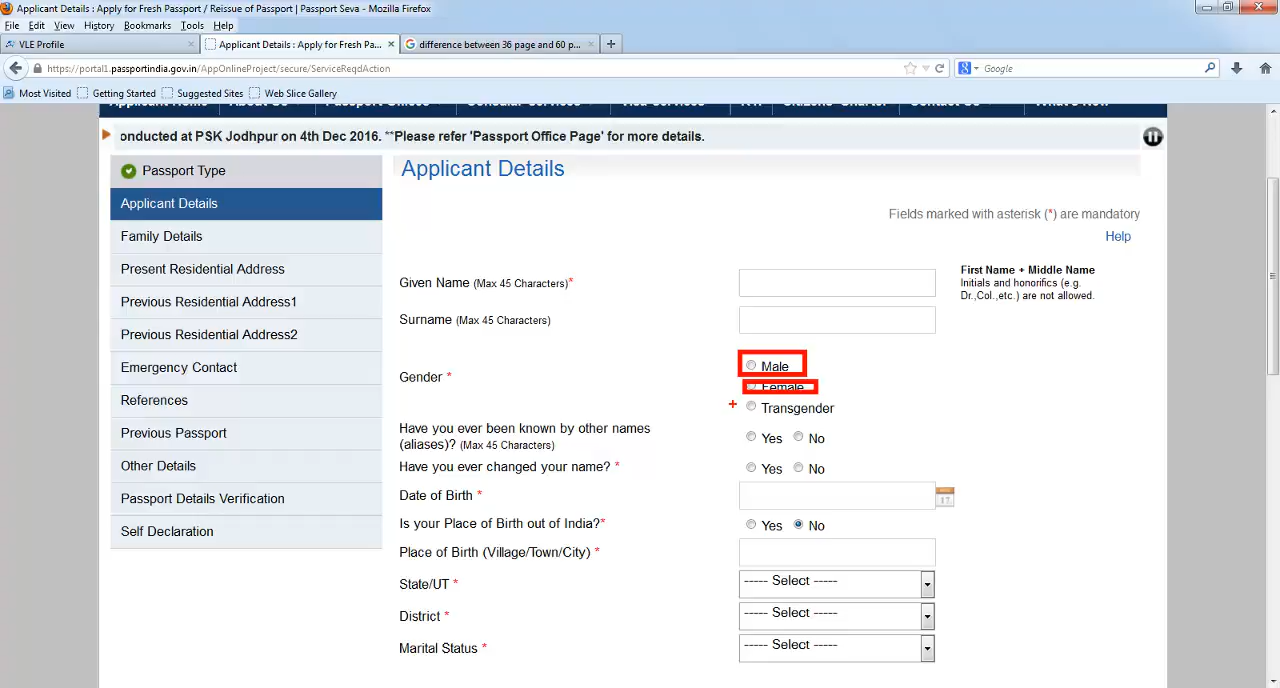 Applicant Details : Apply for Fresh Passport / Reissue of Passport | Passport Seva - Mozilla Firefox
File Edit View History Bookmarks Tools Help
VLE Profile
Applicant Details : Apply for Fresh Pa...
difference between 36 page and 60 p...
https://portal1.passportindia.gov.in/AppOnlineProject/secure/ServiceReqdAction
Google
Most Visited Getting Started Suggested Sites Web Slice Gallery
onducted at PSK Jodhpur on 4th Dec 2016. **Please refer 'Passport Office Page' for more details.
Passport Type
Applicant Details
Family Details
Present Residential Address
Previous Residential Address1
Previous Residential Address2
Emergency Contact
References
Previous Passport
Other Details
Passport Details Verification
Self Declaration
Applicant Details
Fields marked with asterisk (*) are mandatory
Help
Given Name (Max 45 Characters)*
First Name + Middle Name
Initials and honorifics (e.g.
Dr.,Col.,etc.) are not allowed.
Surname (Max 45 Characters)
Gender *
Male
Female
Transgender
Have you ever been known by other names
(aliases)? (Max 45 Characters)
Yes No
Have you ever changed your name? *
Yes No
Date of Birth *
17
Is your Place of Birth out of India?*
Yes No
Place of Birth (Village/Town/City) *
State/UT *
----- Select -----
District *
----- Select -----
Marital Status *
----- Select -----